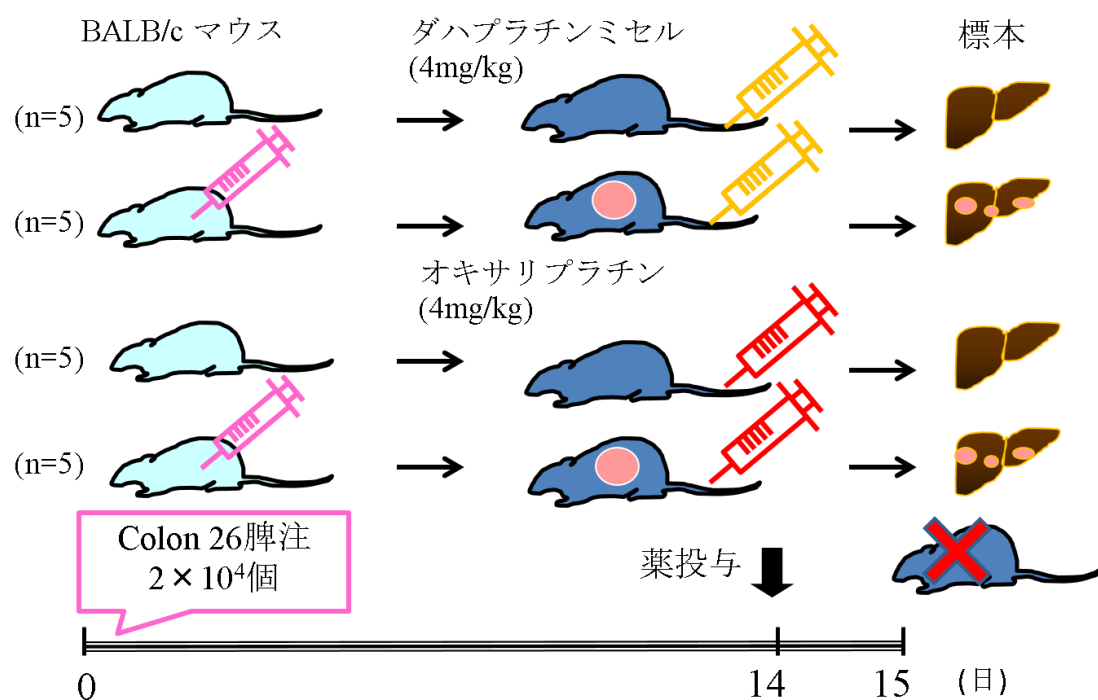 BALB/c マウス
ダハプラチンミセル
(4mg/kg)
標本
(n=5)
(n=5)
オキサリプラチン
(4mg/kg)
(n=5)
(n=5)
Colon 26脾注
2×10⁴個
薬投与
0
14
15
(日)